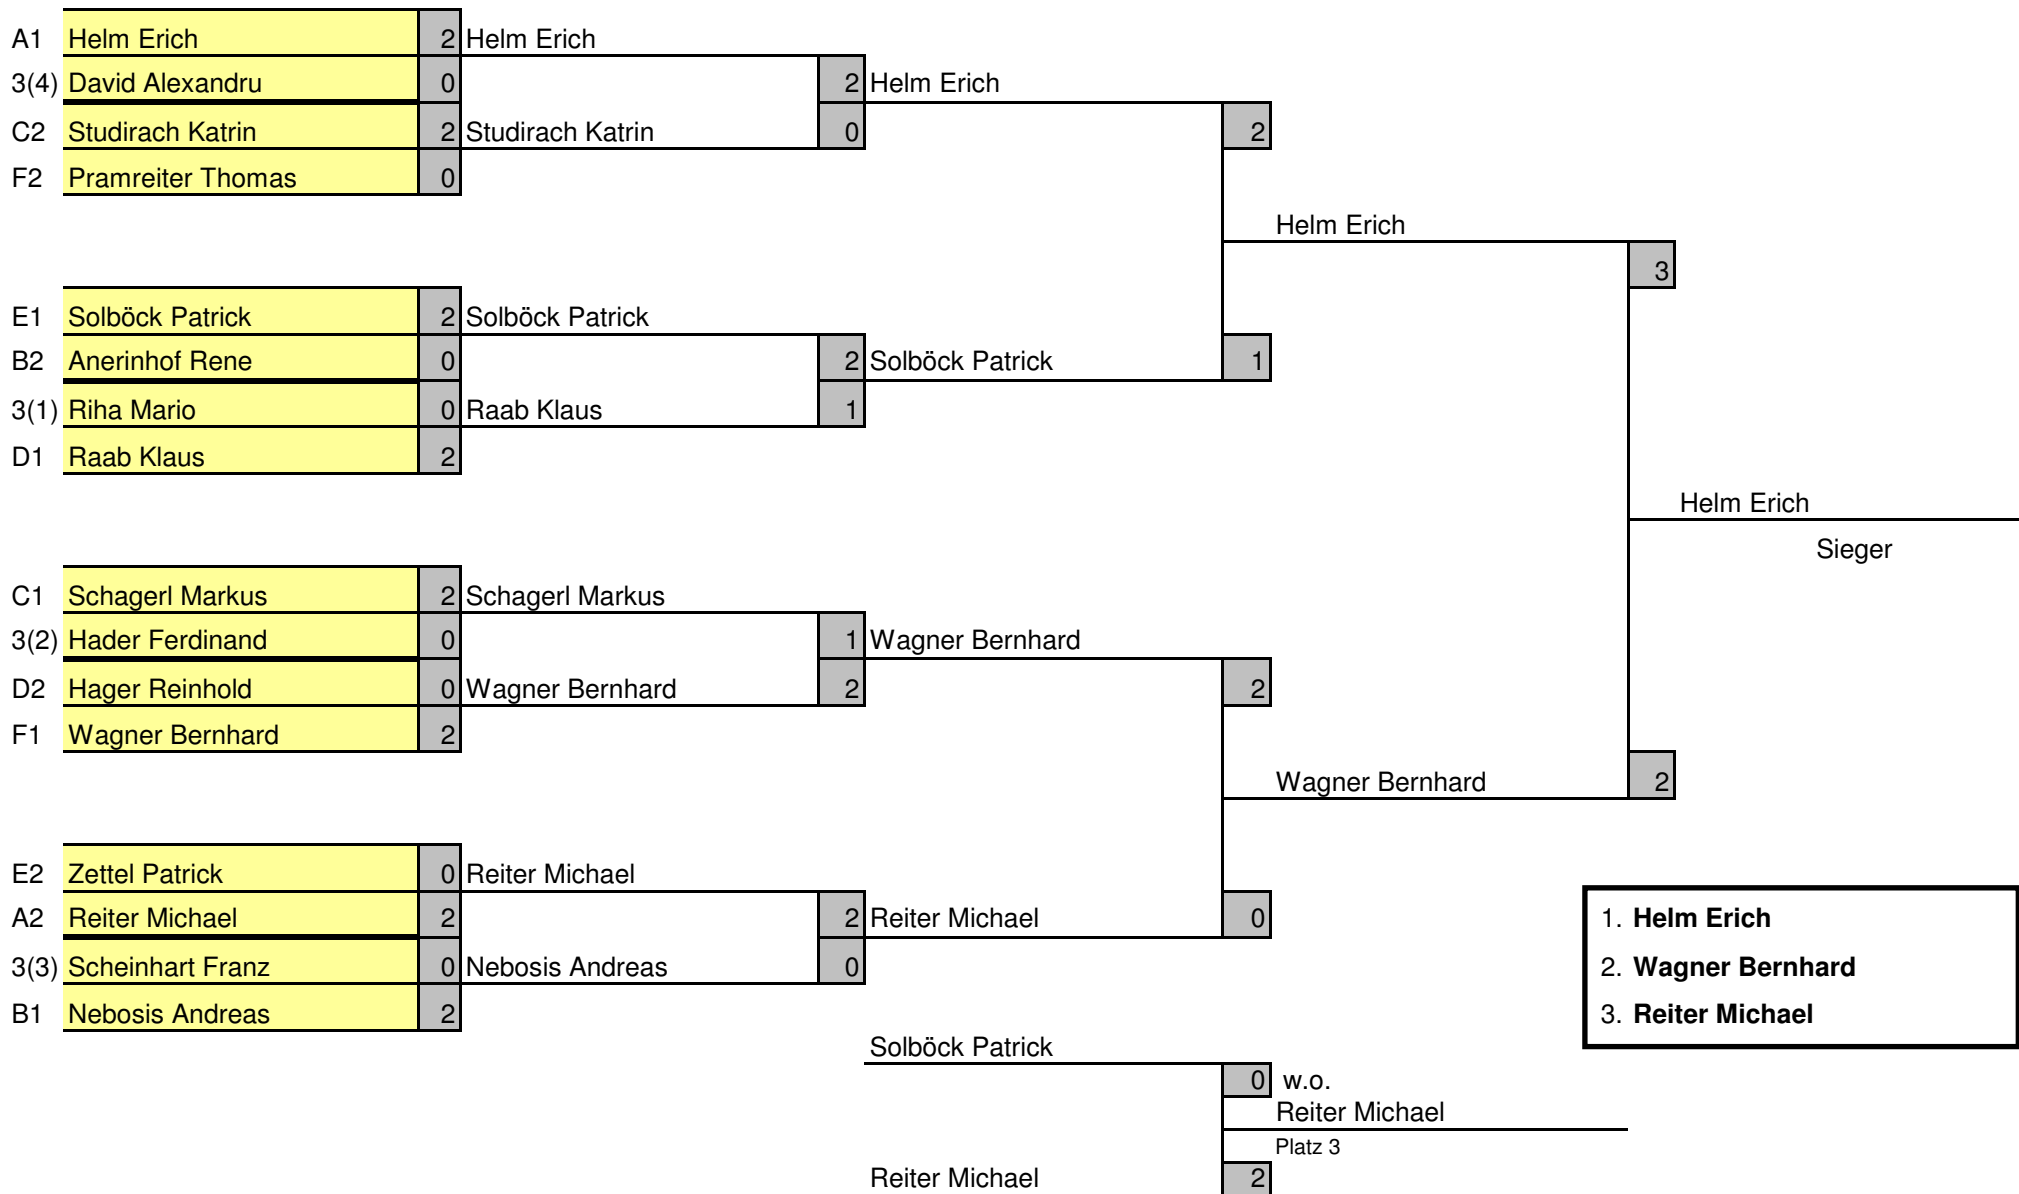 A1 Helm Erich 2 Helm Erich
3(4) David Alexandru 0 2 Helm Erich
C2 Studirach Katrin 2 Studirach Katrin 0 2
F2 Pramreiter Thomas 0
Helm Erich
3
E1 Solböck Patrick 2 Solböck Patrick
B2 Anerinhof Rene 0 2 Solböck Patrick 1
3(1) Riha Mario 0 Raab Klaus 1
D1 Raab Klaus 2
Helm Erich
Sieger
C1 Schagerl Markus 2 Schagerl Markus
3(2) Hader Ferdinand 0 1 Wagner Bernhard
D2 Hager Reinhold 0 Wagner Bernhard 2 2
F1 Wagner Bernhard 2
Wagner Bernhard 2
E2 Zettel Patrick 0 Reiter Michael
A2 Reiter Michael 2 2 Reiter Michael 0
3(3) Scheinhart Franz 0 Nebosis Andreas 0
B1 Nebosis Andreas 2
1. Helm Erich
2. Wagner Bernhard
3. Reiter Michael
Solböck Patrick
0 w.o.
Reiter Michael
Platz 3
Reiter Michael 2